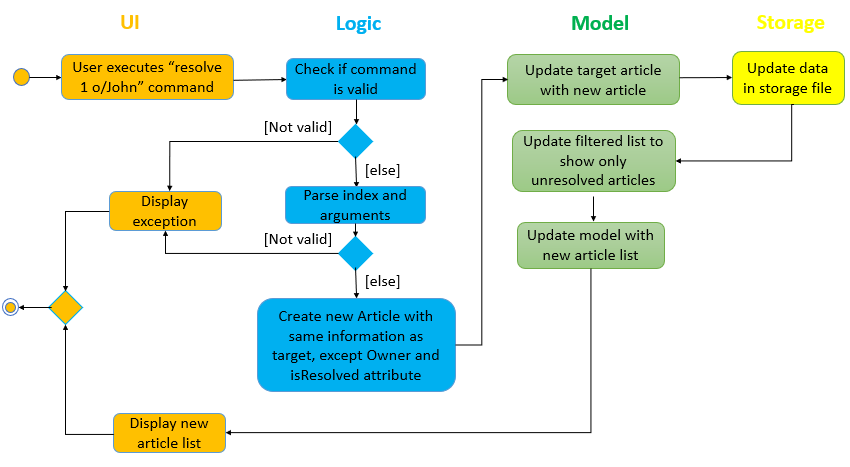 UI
Logic
Model
Storage
User executes “resolve
1 o/John” command
Check if command
is valid
Update target article
with new article
Update data
in storage file
[Not valid]
[else]
Update filtered list to
show only
unresolved articles
Display
exception
Parse index and
arguments
[Not valid]
[else]
Update model with
new article list
Create new Article with
same information as
target, except Owner and
isResolved attribute
Display new
article list